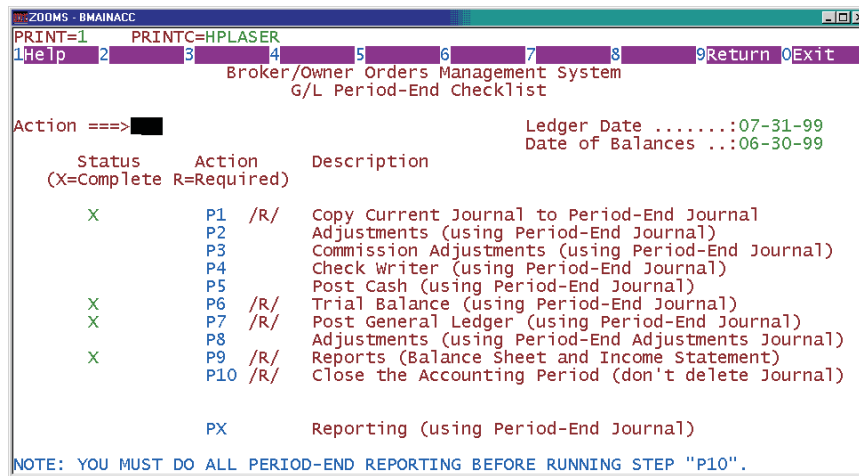 ZOOMS - BMAINACC
PRINT=1 PRINTC=HPLASER
1Help 2 3 4 5 6 7 8 9Return 0Exit
Broker/Owner Orders Management System
G/L Period-End Checklist
Action ===> Ledger Date .......:07-31-99
Date of Balances ..:06-30-99
Status Action Description
(X=Complete R=Required)
X P1 /R/ Copy Current Journal to Period-End Journal
P2 Adjustments (using Period-End Journal)
P3 Commission Adjustments (using Period-End Journal)
P4 Check Writer (using Period-End Journal)
P5 Post Cash (using Period-End Journal)
X P6 /R/ Trial Balance (using Period-End Journal)
X P7 /R/ Post General Ledger (using Period-End Journal)
P8 Adjustments (using Period-End Adjustments Journal)
X P9 /R/ Reports (Balance Sheet and Income Statement)
P10 /R/ Close the Accounting Period (don't delete Journal)
PX Reporting (using Period-End Journal)
NOTE: YOU MUST DO ALL PERIOD-END REPORTING BEFORE RUNNING STEP "P10".